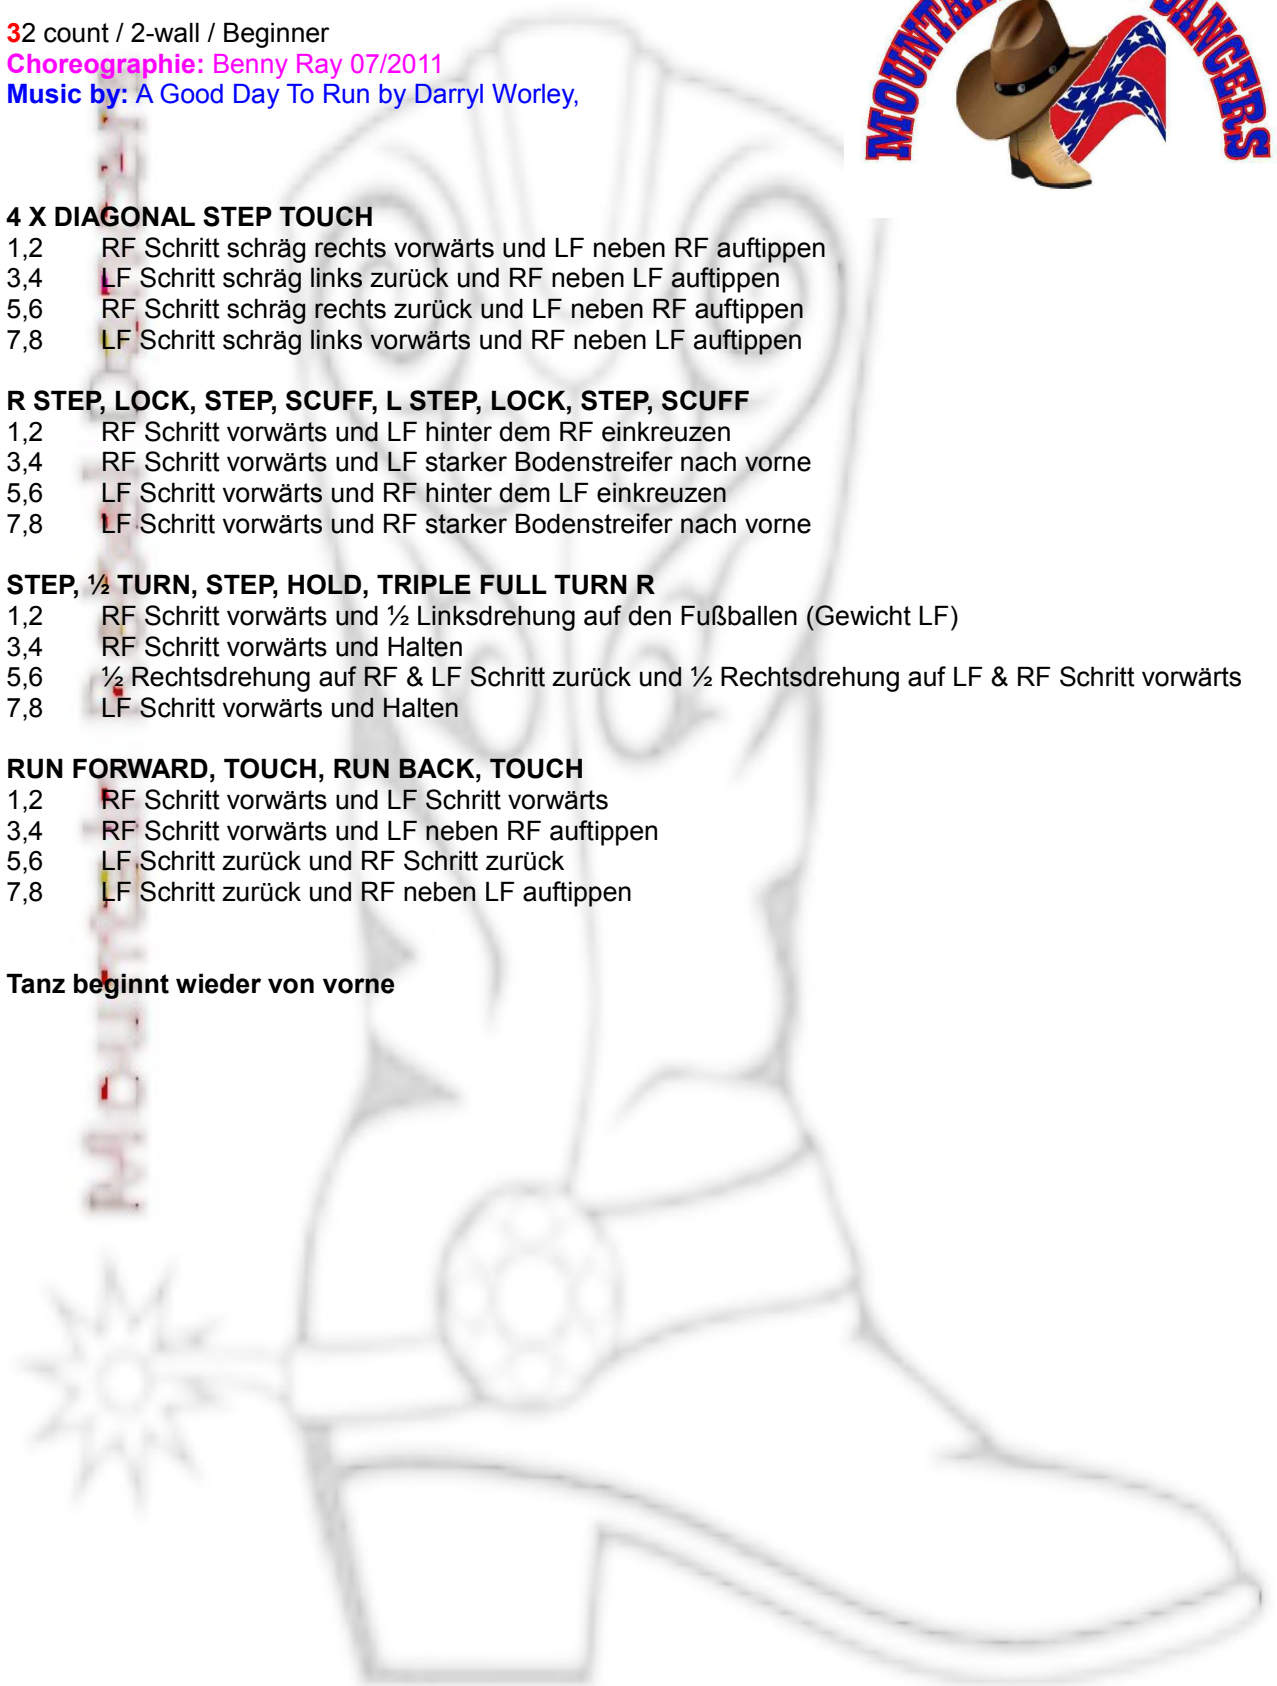 32 count / 2-wall / Beginner
Choreographie: Benny Ray 07/2011
Music by: A Good Day To Run by Darryl Worley,
DANCERS
4 X DIAGONAL STEP TOUCH
1,2 RF Schritt schräg rechts vorwärts und LF neben RF auftippen
3,4 LF Schritt schräg links zurück und RF neben LF auftippen
5,6 RF Schritt schräg rechts zurück und LF neben RF auftippen
7,8 LF Schritt schräg links vorwärts und RF neben LF auftippen
R STEP, LOCK, STEP, SCUFF, L STEP, LOCK, STEP, SCUFF
1,2 RF Schritt vorwärts und LF hinter dem RF einkreuzen
3,4 RF Schritt vorwärts und LF starker Bodenstreifer nach vorne
5,6 LF Schritt vorwärts und RF hinter dem LF einkreuzen
7,8 LF Schritt vorwärts und RF starker Bodenstreifer nach vorne
STEP, ½ TURN, STEP, HOLD, TRIPLE FULL TURN R
1,2 RF Schritt vorwärts und ½ Linksdrehung auf den Fußballen (Gewicht LF)
3,4 RF Schritt vorwärts und Halten
5,6 ½ Rechtsdrehung auf RF & LF Schritt zurück und ½ Rechtsdrehung auf LF & RF Schritt vorwärts
7,8 LF Schritt vorwärts und Halten
RUN FORWARD, TOUCH, RUN BACK, TOUCH
1,2 RF Schritt vorwärts und LF Schritt vorwärts
3,4 RF Schritt vorwärts und LF neben RF auftippen
5,6 LF Schritt zurück und RF Schritt zurück
7,8 LF Schritt zurück und RF neben LF auftippen
Tanz beginnt wieder von vorne